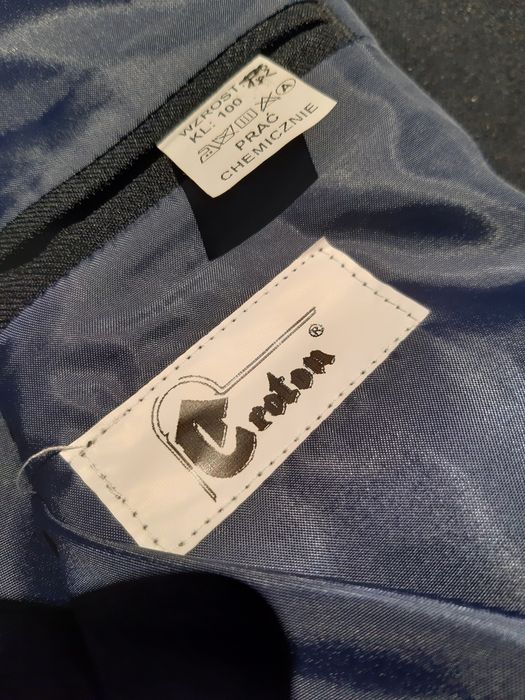 WZROST
KL: 100
A
PRAĆ
CHEMICZNIE
Croton ®